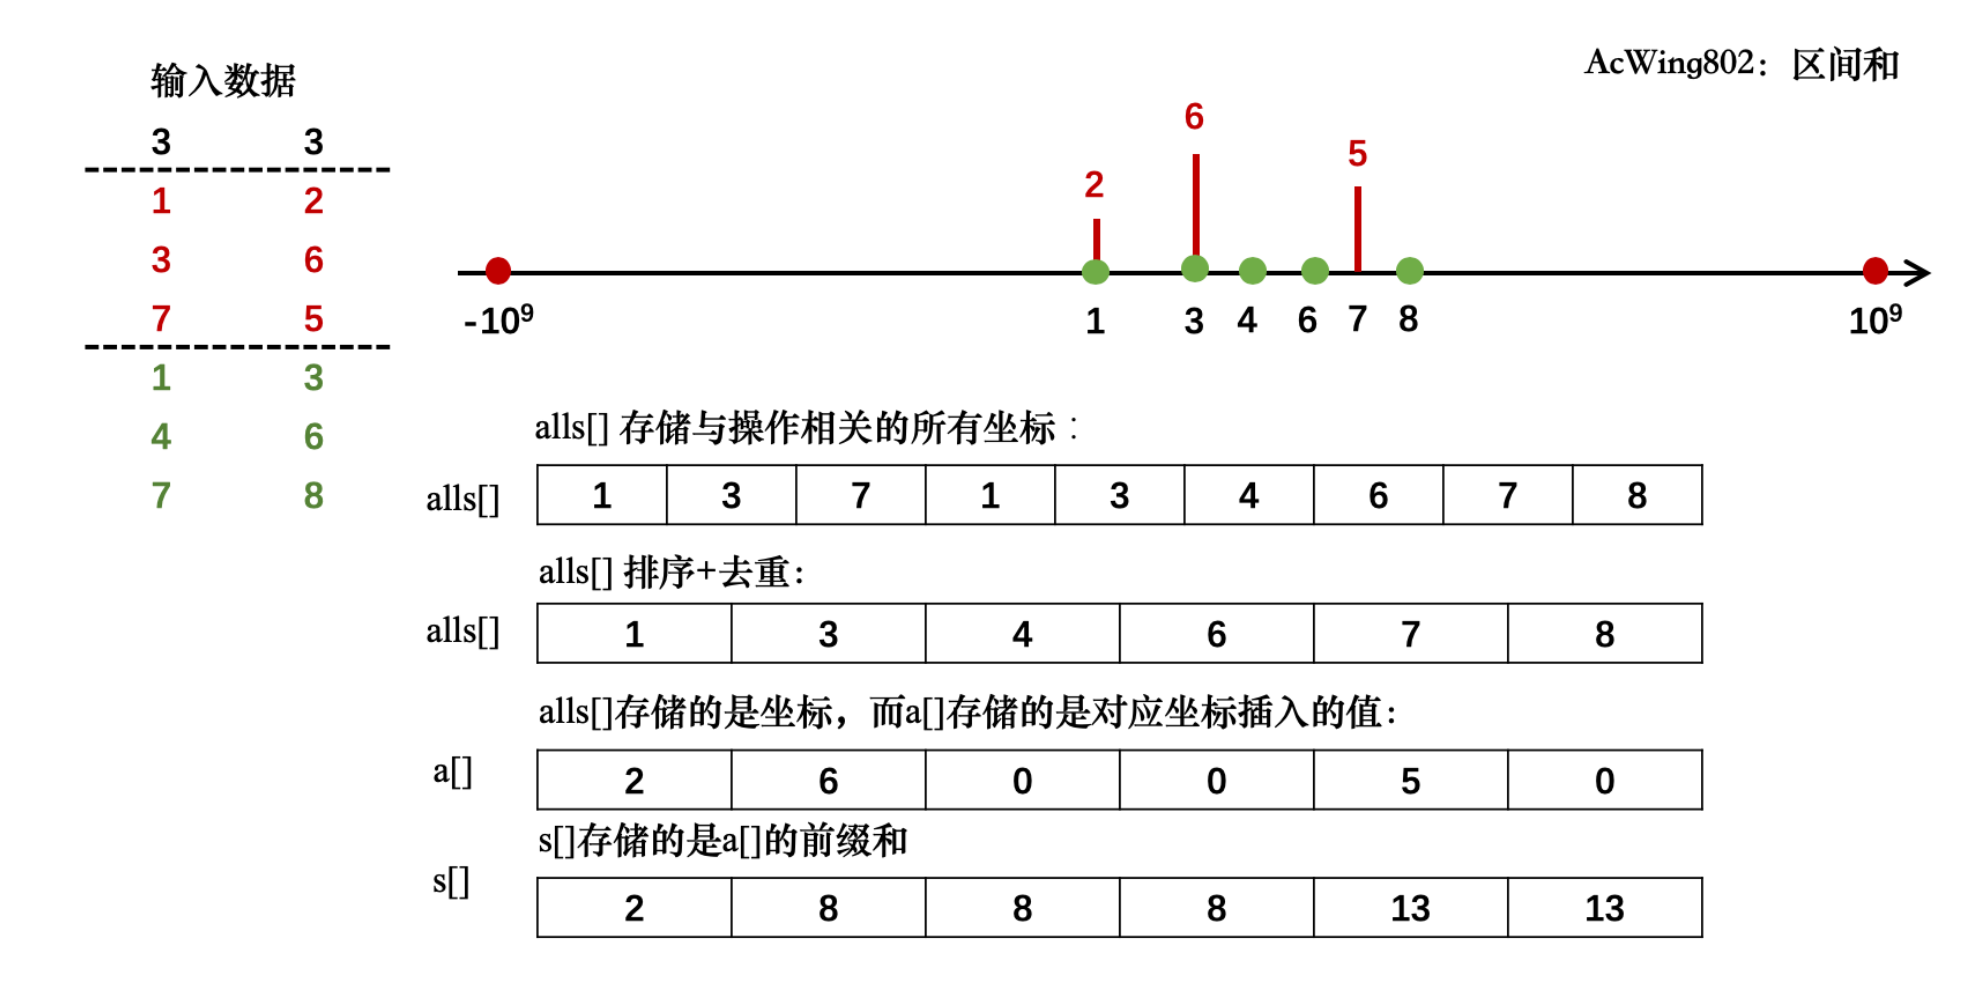 AcWing802：区间和
输入数据
3 3
1 2
3 6
7 5
1 3
4 6
7 8
2 6 5
-10⁹ 1 3 4 6 7 8 10⁹
alls[] 存储与操作相关的所有坐标：
alls[] 1 3 7 1 3 4 6 7 8
alls[] 排序+去重：
alls[] 1 3 4 6 7 8
alls[]存储的是坐标，而a[]存储的是对应坐标插入的值：
a[] 2 6 0 0 5 0
s[]存储的是a[]的前缀和
s[] 2 8 8 8 13 13